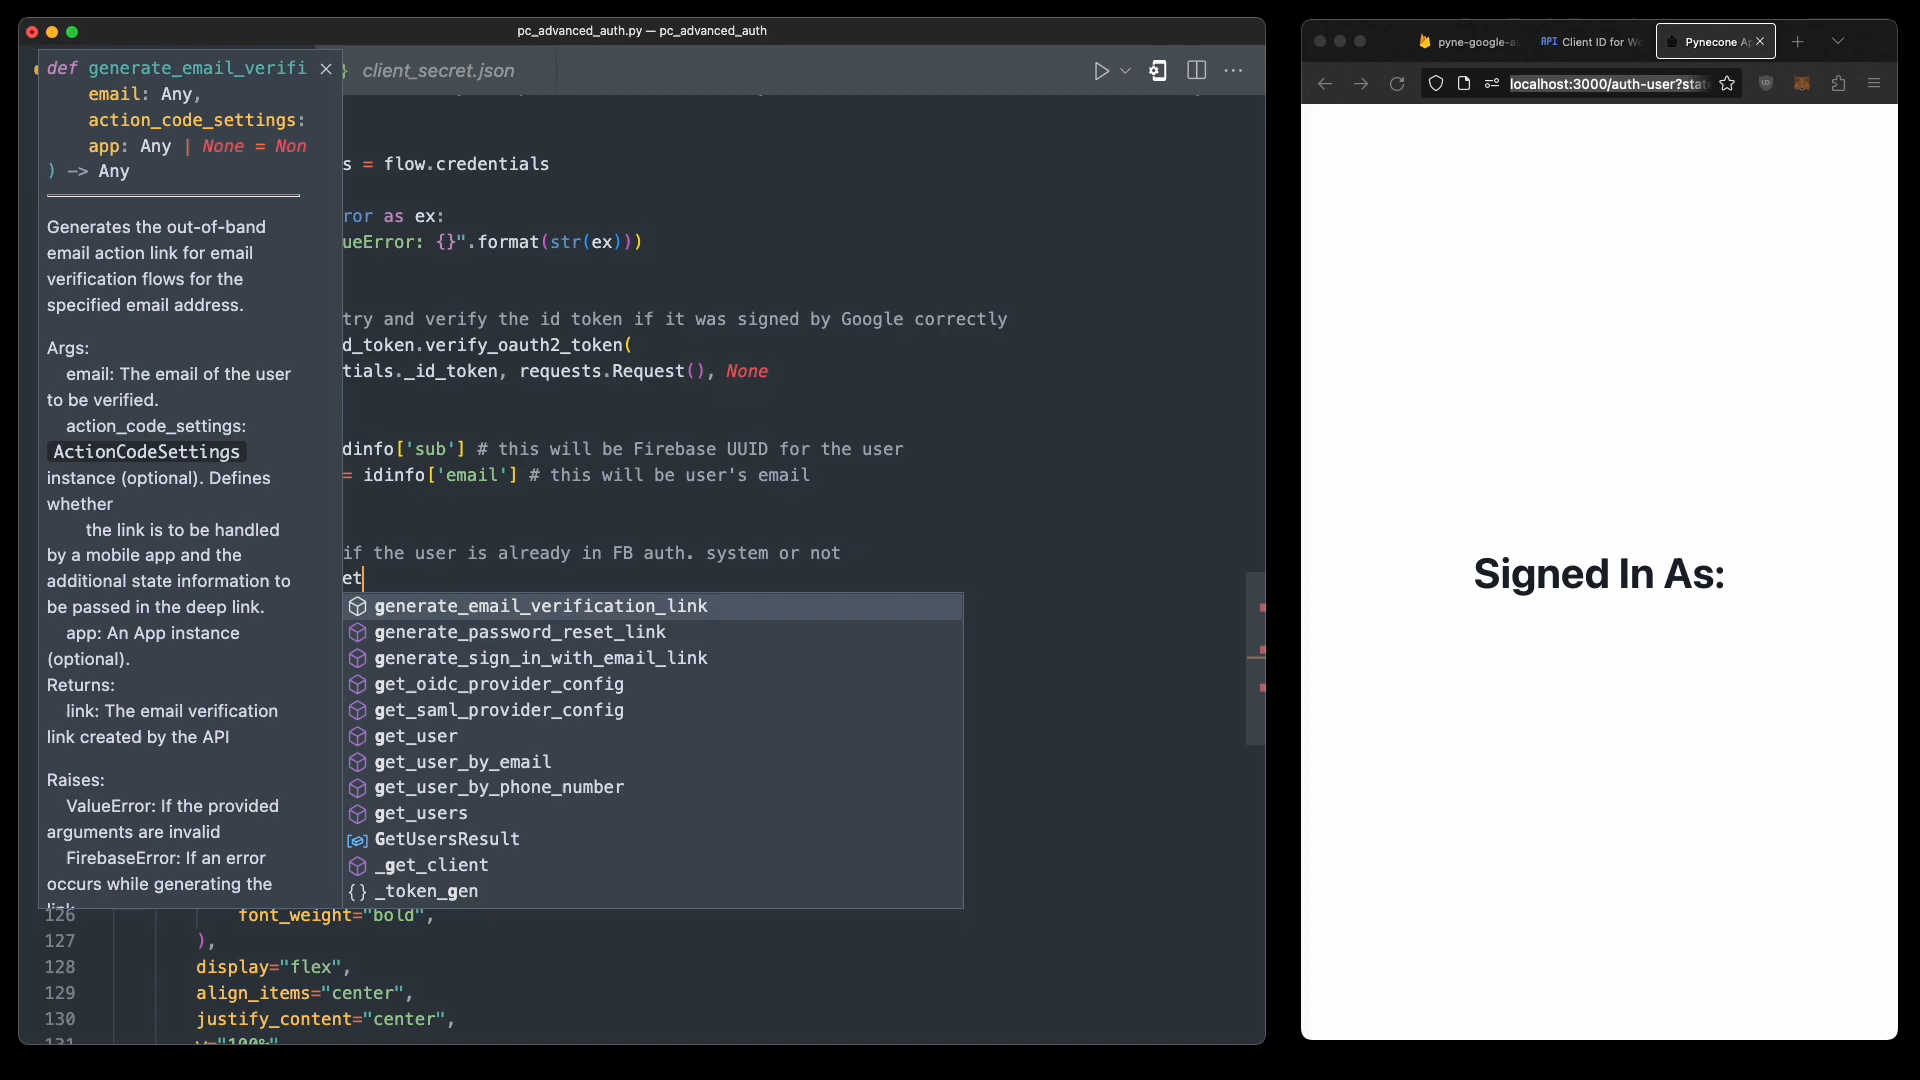 pc_advanced_auth.py — pc_advanced_auth
client_secret.json
def generate_email_verifi
email: Any,
action_code_settings:
app: Any | None = Non
) -> Any
Generates the out-of-band
email action link for email
verification flows for the
specified email address.
Args:
email: The email of the user
to be verified.
action_code_settings:
ActionCodeSettings
instance (optional). Defines
whether
the link is to be handled
by a mobile app and the
additional state information to
be passed in the deep link.
app: An App instance
(optional).
Returns:
link: The email verification
link created by the API
Raises:
ValueError: If the provided
arguments are invalid
FirebaseError: If an error
occurs while generating the
s = flow.credentials
ror as ex:
ueError: {}".format(str(ex)))
try and verify the id token if it was signed by Google correctly
d_token.verify_oauth2_token(
tials._id_token, requests.Request(), None
dinfo['sub'] # this will be Firebase UUID for the user
= idinfo['email'] # this will be user's email
if the user is already in FB auth. system or not
et
generate_email_verification_link
generate_password_reset_link
generate_sign_in_with_email_link
get_oidc_provider_config
get_saml_provider_config
get_user
get_user_by_email
get_user_by_phone_number
get_users
GetUsersResult
_get_client
{} _token_gen
126 font_weight="bold",
127 ),
128 display="flex",
129 align_items="center",
130 justify_content="center",
pyne-google-a
API Client ID for We
Pynecone Ap
localhost:3000/auth-user?stat
Signed In As: